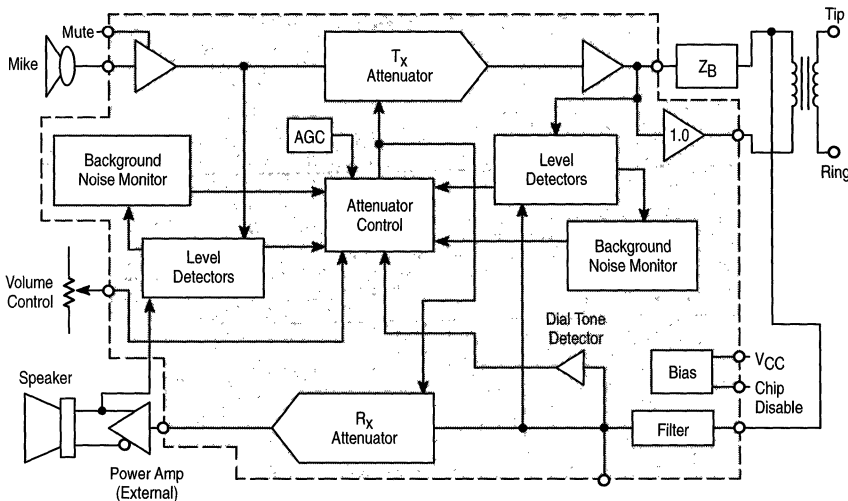 Mute
Mike
Tx
Attenuator
ZB
Tip
Ring
1.0
AGC
Background
Noise Monitor
Level
Detectors
Attenuator
Control
Level
Detectors
Background
Noise Monitor
Volume
Control
Dial Tone
Detector
Bias
VCC
Chip
Disable
Speaker
Rx
Attenuator
Filter
Power Amp
(External)